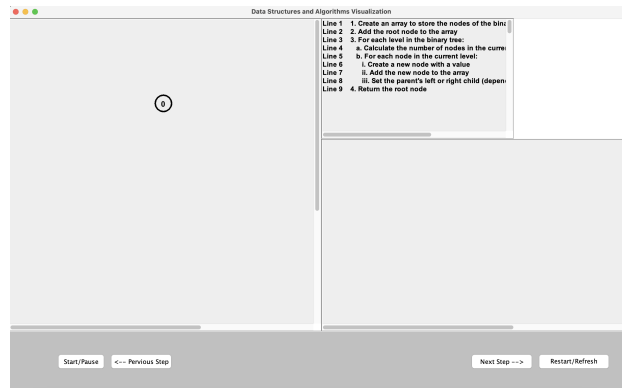 Data Structures and Algorithms Visualization
Line 1 1. Create an array to store the nodes of the bina
Line 2 2. Add the root node to the array
Line 3 3. For each level in the binary tree:
Line 4 a. Calculate the number of nodes in the curre
Line 5 b. For each node in the current level:
Line 6 i. Create a new node with a value
Line 7 ii. Add the new node to the array
Line 8 iii. Set the parent's left or right child (depen
Line 9 4. Return the root node
0
Start/Pause
<-- Pervious Step
Next Step -->
Restart/Refresh